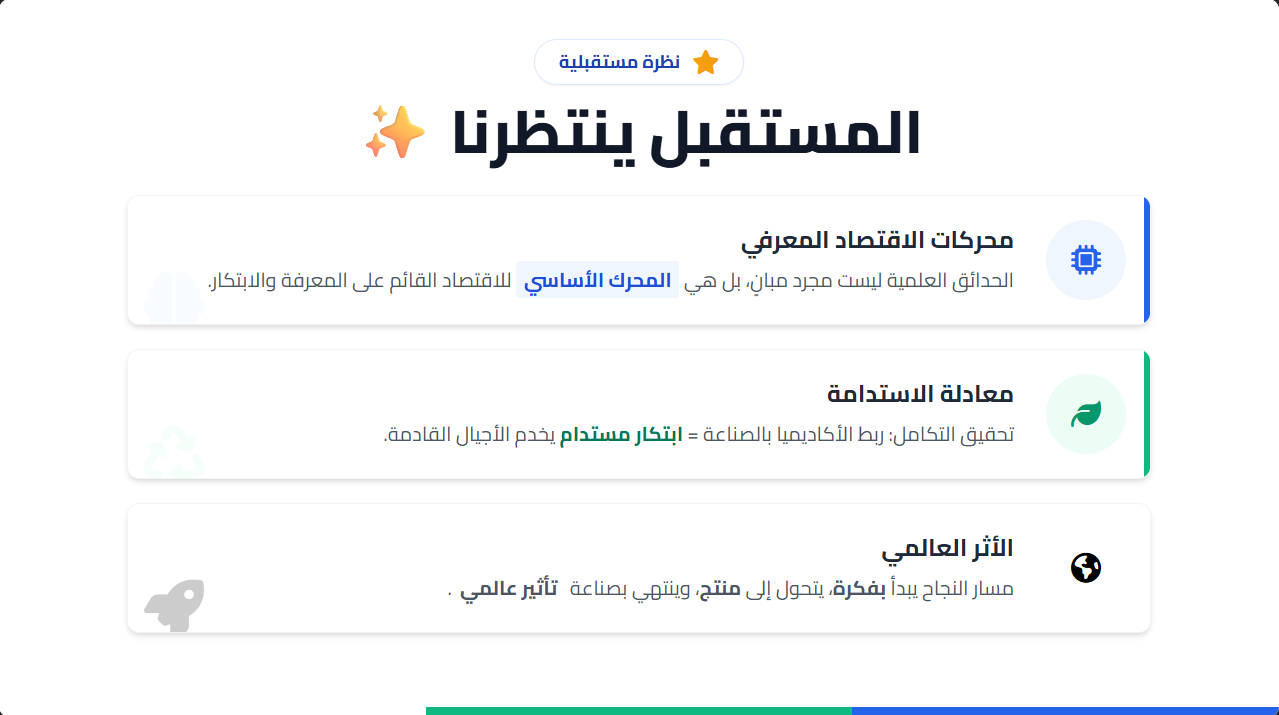 نظرة مستقبلية
المستقبل ينتظرنا ✨
محركات الاقتصاد المعرفي
الحدائق العلمية ليست مجرد مبانٍ، بل هي المحرك الأساسي للاقتصاد القائم على المعرفة والابتكار.
معادلة الاستدامة
تحقيق التكامل: ربط الأكاديميا بالصناعة = ابتكار مستدام يخدم الأجيال القادمة.
الأثر العالمي
مسار النجاح يبدأ بفكرة، يتحول إلى منتج، وينتهي بصناعة تأثير عالمي .